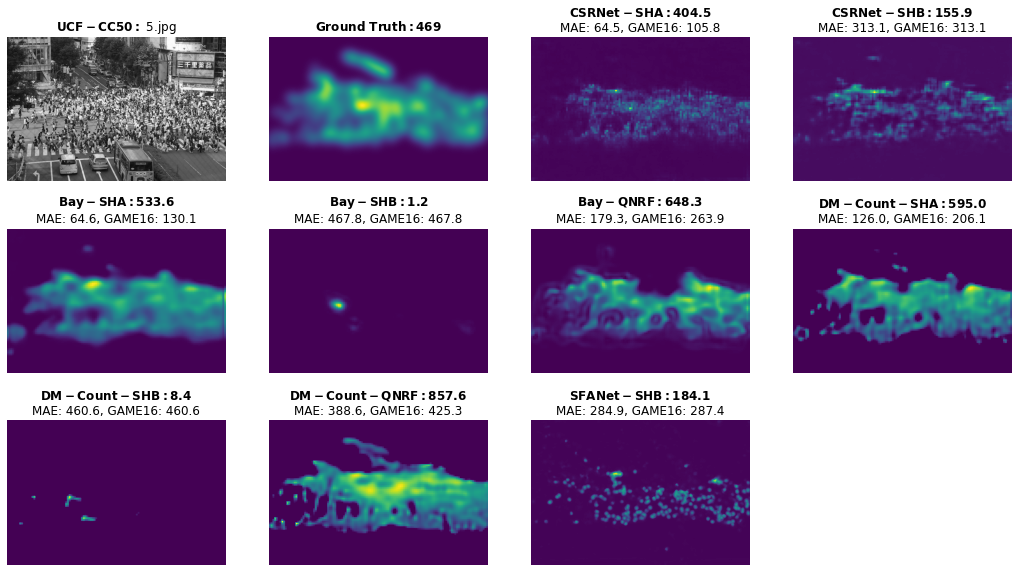 UCF − CC50: 5.jpg
Ground Truth: 469
CSRNet − SHA: 404.5
MAE: 64.5, GAME16: 105.8
CSRNet − SHB: 155.9
MAE: 313.1, GAME16: 313.1
三千里薬品
Bay − SHA: 533.6
MAE: 64.6, GAME16: 130.1
Bay − SHB: 1.2
MAE: 467.8, GAME16: 467.8
Bay − QNRF: 648.3
MAE: 179.3, GAME16: 263.9
DM − Count − SHA: 595.0
MAE: 126.0, GAME16: 206.1
DM − Count − SHB: 8.4
MAE: 460.6, GAME16: 460.6
DM − Count − QNRF: 857.6
MAE: 388.6, GAME16: 425.3
SFANet − SHB: 184.1
MAE: 284.9, GAME16: 287.4